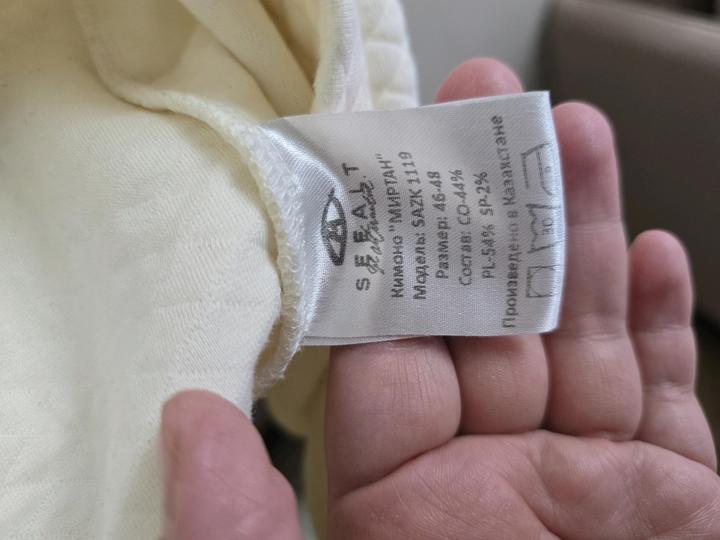 SEEALT
Кимоно "МИРТАН"
Модель: SAZK 1119
Размер: 46-48
Состав: CO-44%
PL-54% SP-2%
Произведено в Казахстане
30